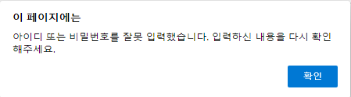 이 페이지에는
아이디 또는 비밀번호를 잘못 입력했습니다. 입력하신 내용을 다시 확인
해주세요.
확인